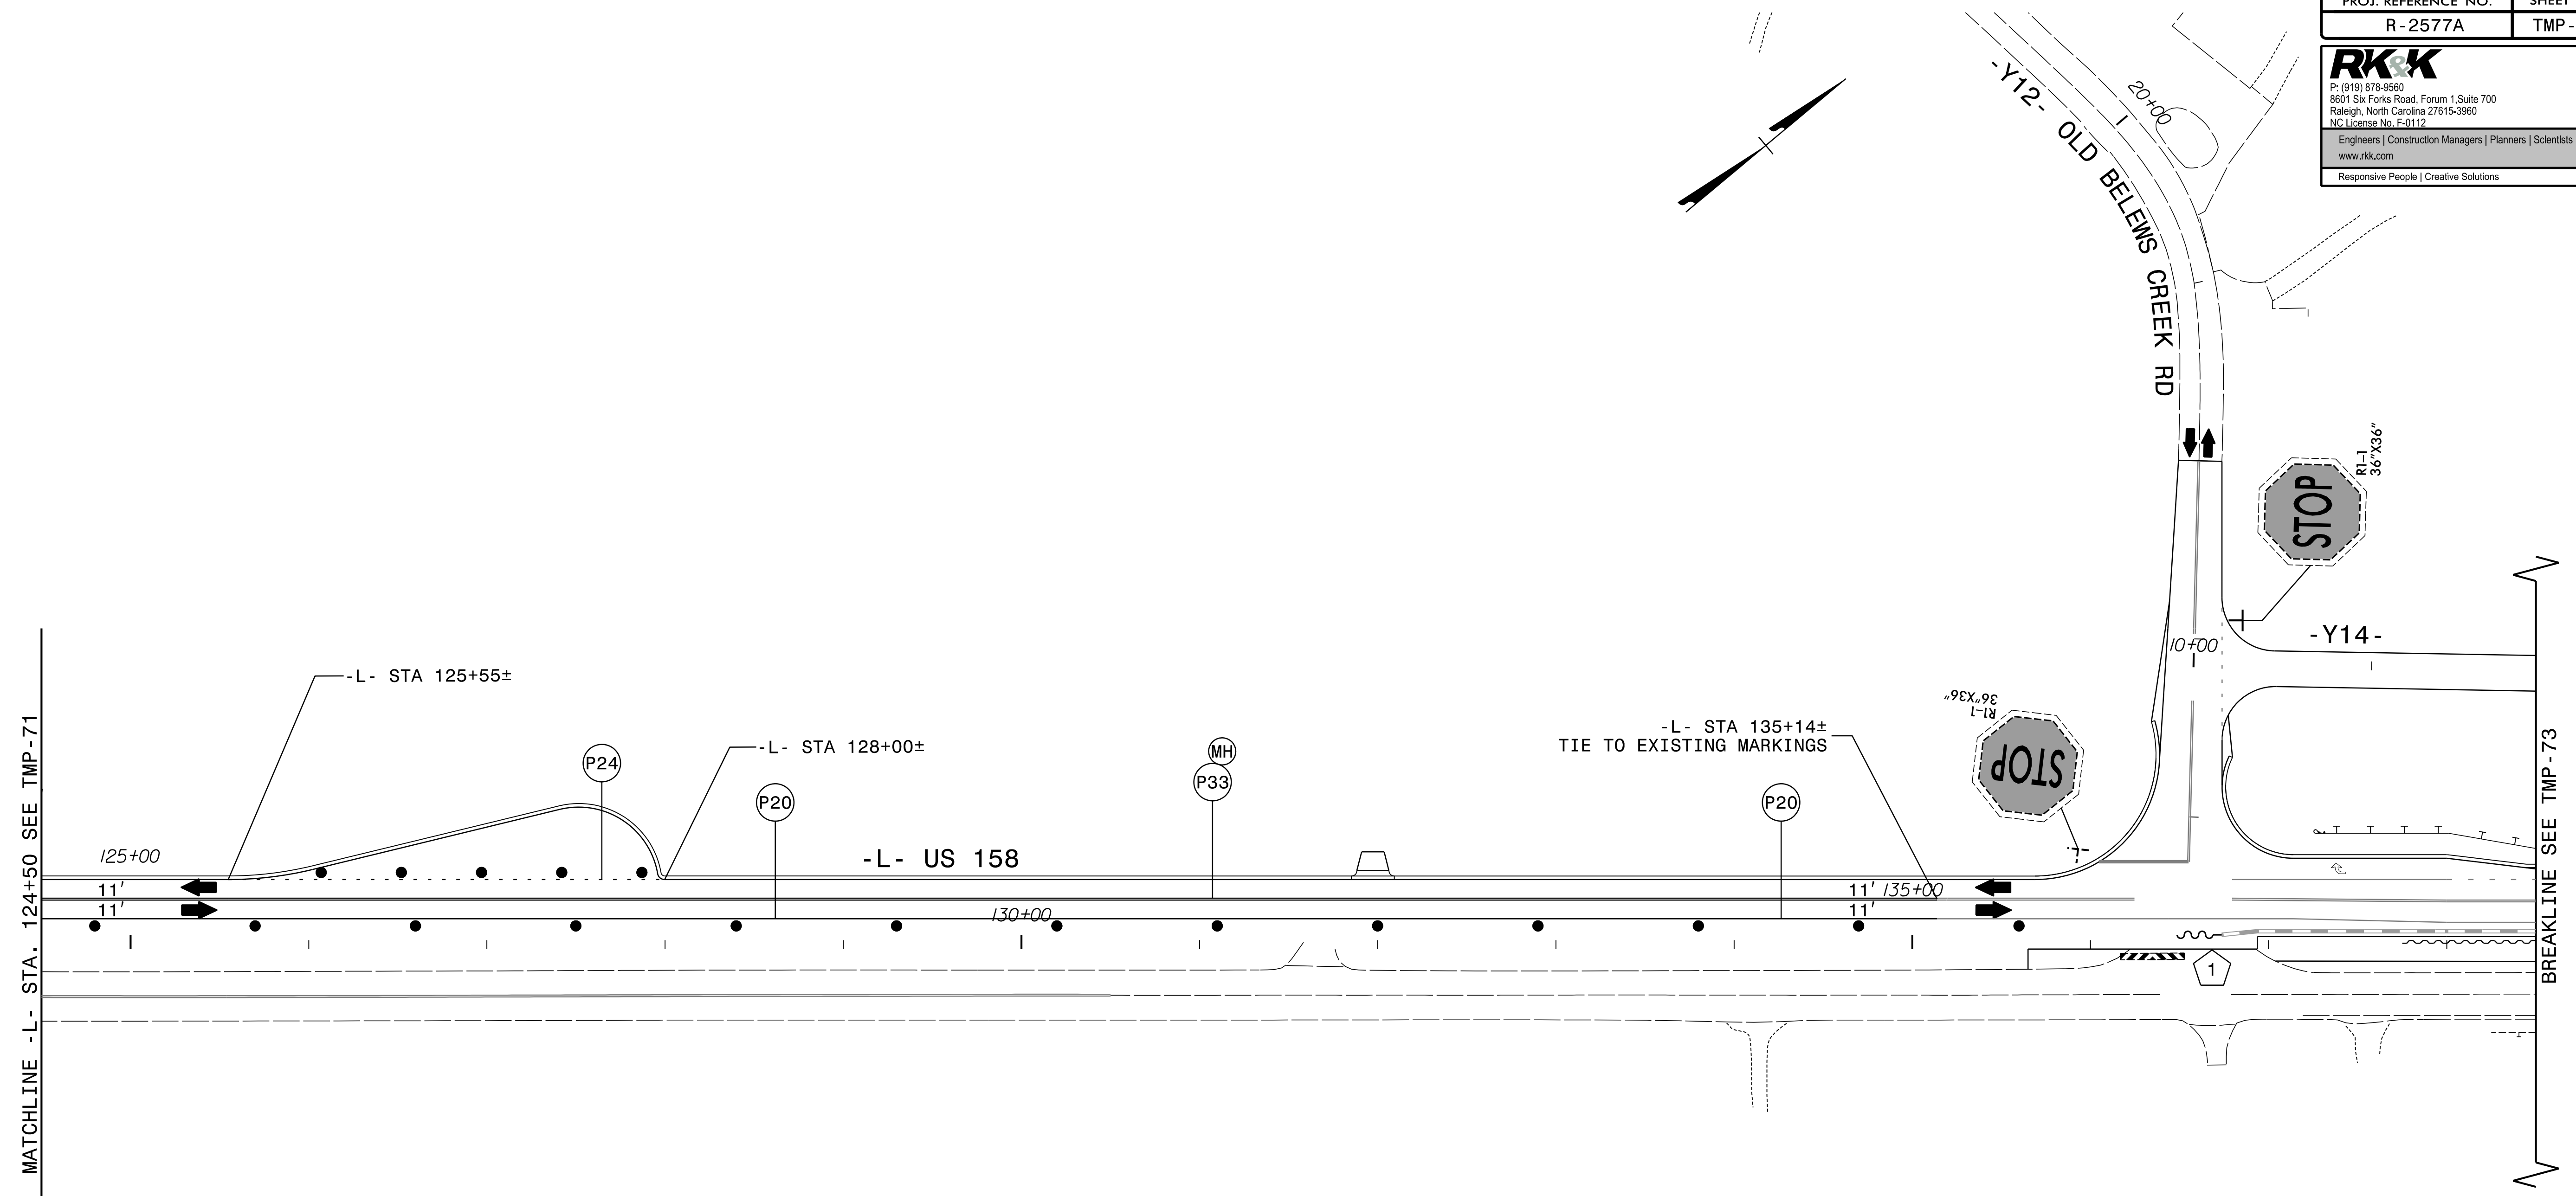 PROJ. REFERENCE NO.
SHEET
R-2577A
TMP-
RK&K
P: (919) 878-9560
8601 Six Forks Road, Forum 1,Suite 700
Raleigh, North Carolina 27615-3960
NC License No. F-0112
Engineers | Construction Managers | Planners | Scientists
www.rkk.com
Responsive People | Creative Solutions
-Y12- OLD BELEWS CREEK RD
20+00
STOP
R1-1
36"X36"
10+00
-Y14-
-L- STA 125+55±
P24
-L- STA 128+00±
P20
MH
P33
-L- STA 135+14±
TIE TO EXISTING MARKINGS
P20
R1-1
36"X36"
STOP
125+00
-L- US 158
11'
11'
11'
135+00
11'
130+00
1
MATCHLINE -L- STA. 124+50 SEE TMP-71
BREAKLINE SEE TMP-73